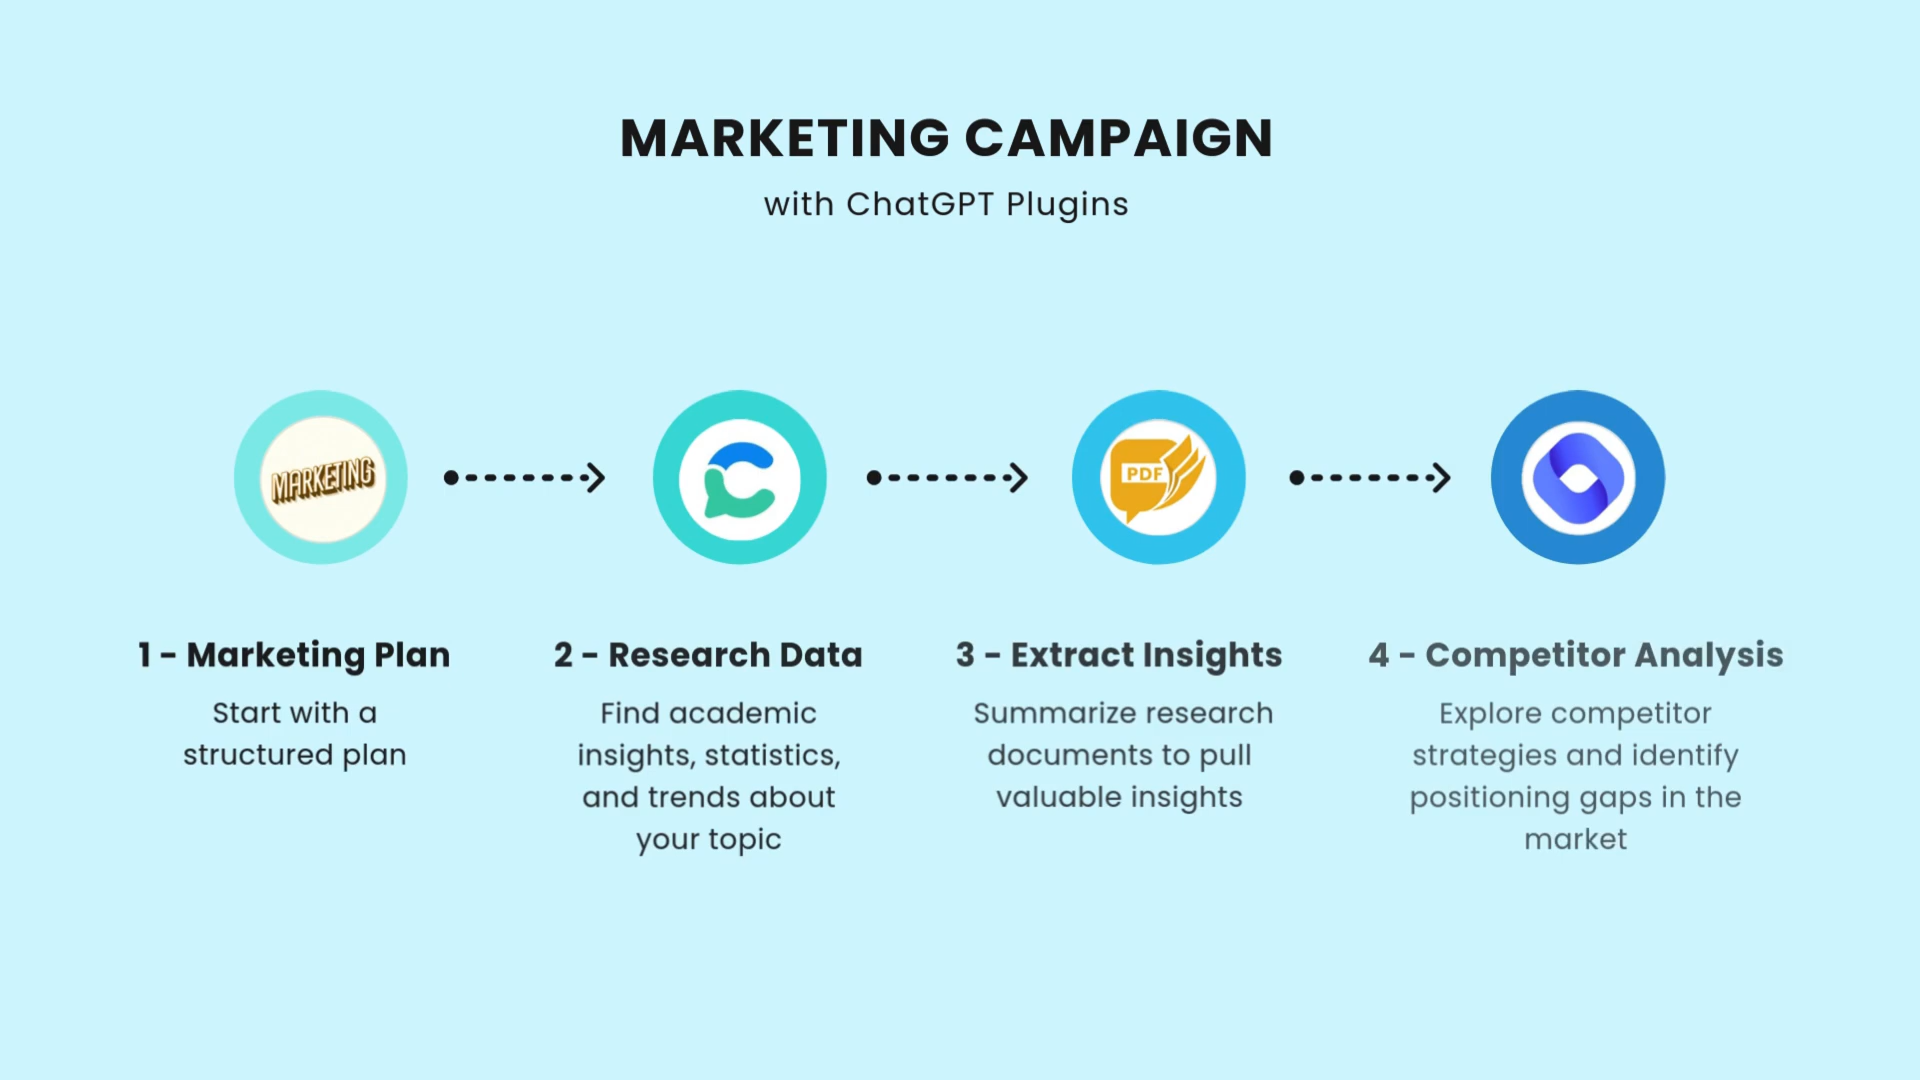 MARKETING CAMPAIGN
with ChatGPT Plugins
MARKETING
PDF
1 - Marketing Plan
Start with a
structured plan
2 - Research Data
Find academic
insights, statistics,
and trends about
your topic
3 - Extract Insights
Summarize research
documents to pull
valuable insights
4 - Competitor Analysis
Explore competitor
strategies and identify
positioning gaps in the
market